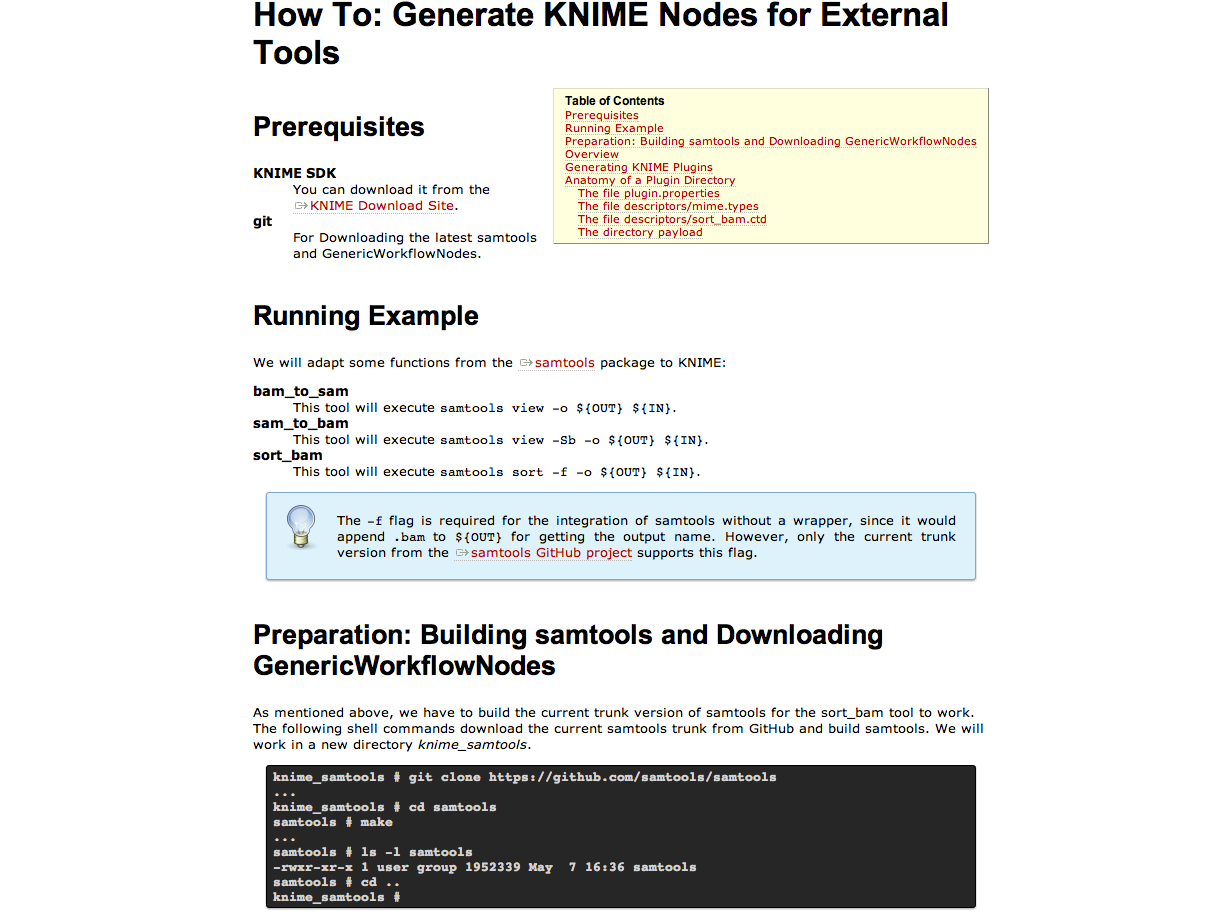 How To: Generate KNIME Nodes for External
Tools
Table of Contents
Prerequisites
Running Example
Preparation: Building samtools and Downloading GenericWorkflowNodes
Overview
Generating KNIME Plugins
Anatomy of a Plugin Directory
The file plugin.properties
The file descriptors/mime.types
The file descriptors/sort_bam.ctd
The directory payload
Prerequisites
KNIME SDK
You can download it from the
KNIME Download Site.
git
For Downloading the latest samtools
and GenericWorkflowNodes.
Running Example
We will adapt some functions from the samtools package to KNIME:
bam_to_sam
This tool will execute samtools view -o ${OUT} ${IN}.
sam_to_bam
This tool will execute samtools view -Sb -o ${OUT} ${IN}.
sort_bam
This tool will execute samtools sort -f -o ${OUT} ${IN}.
The -f flag is required for the integration of samtools without a wrapper, since it would
append .bam to ${OUT} for getting the output name. However, only the current trunk
version from the samtools GitHub project supports this flag.
Preparation: Building samtools and Downloading
GenericWorkflowNodes
As mentioned above, we have to build the current trunk version of samtools for the sort_bam tool to work.
The following shell commands download the current samtools trunk from GitHub and build samtools. We will
work in a new directory knime_samtools.
knime_samtools # git clone https://github.com/samtools/samtools
...
knime_samtools # cd samtools
samtools # make
...
samtools # ls -l samtools
-rwxr-xr-x 1 user group 1952339 May  7 16:36 samtools
samtools # cd ..
knime_samtools #